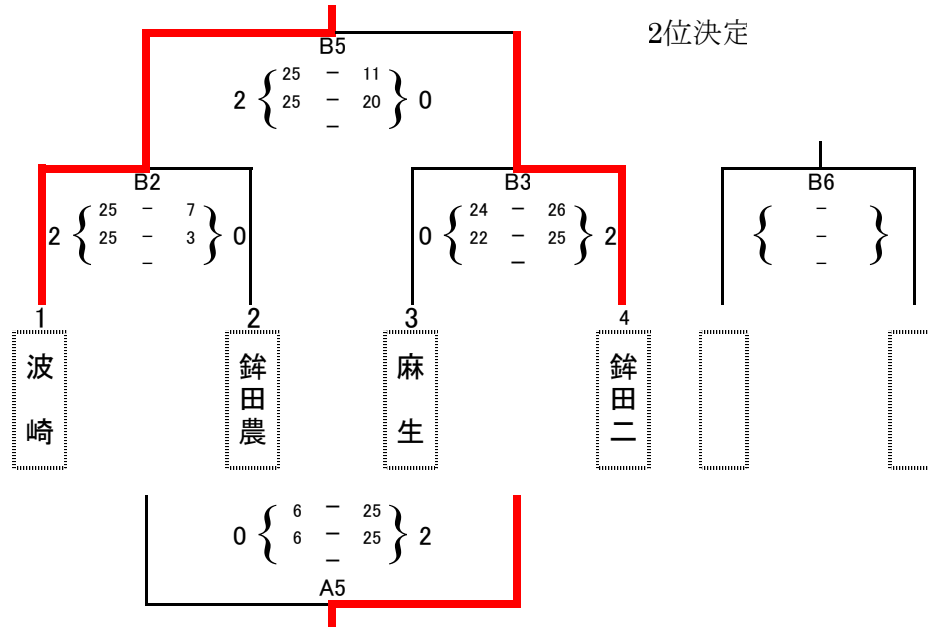 2位決定
B5
2 { 25 － 11 } 0
25 － 20
－
B2
2 { 25 － 7 } 0
25 － 3
－
B3
0 { 24 － 26 } 2
22 － 25
－
B6
{ － }
－
－
1
2
3
4
波崎
鉾田農
麻生
鉾田二
0 { 6 － 25 } 2
6 － 25
－
A5